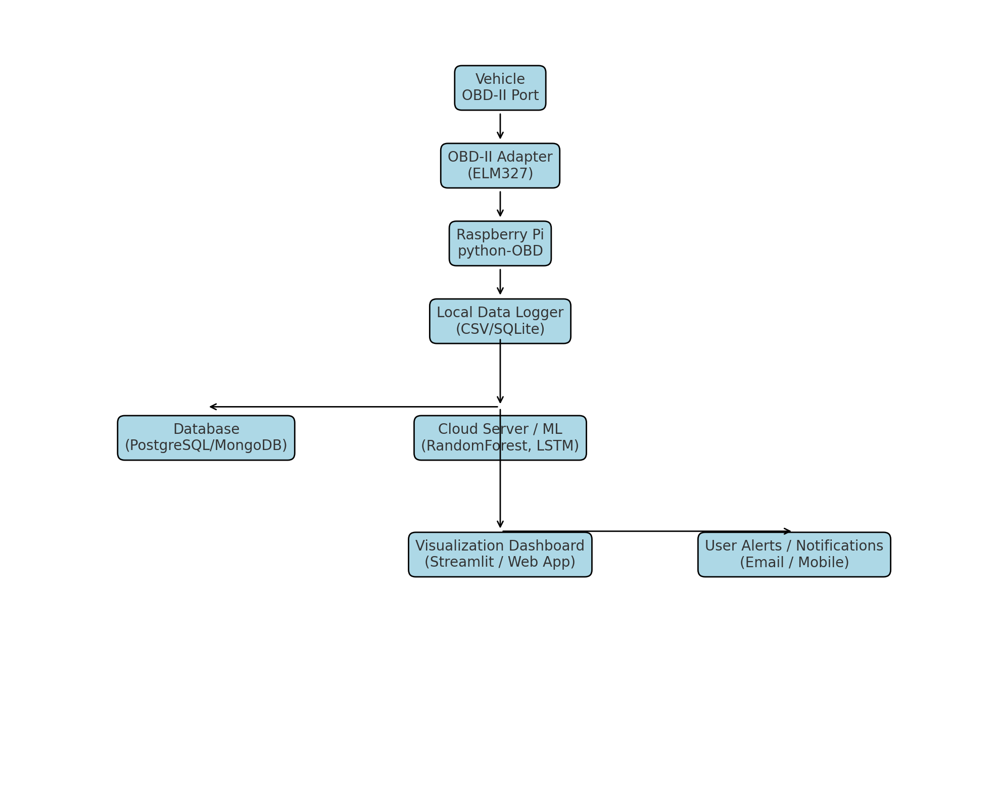 Vehicle
OBD-II Port
OBD-II Adapter
(ELM327)
Raspberry Pi
python-OBD
Local Data Logger
(CSV/SQLite)
Database
(PostgreSQL/MongoDB)
Cloud Server / ML
(RandomForest, LSTM)
Visualization Dashboard
(Streamlit / Web App)
User Alerts / Notifications
(Email / Mobile)